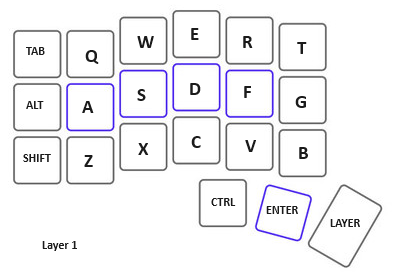 TAB Q W E R T
ALT A S D F G
SHIFT Z X C V B
CTRL ENTER LAYER
Layer 1